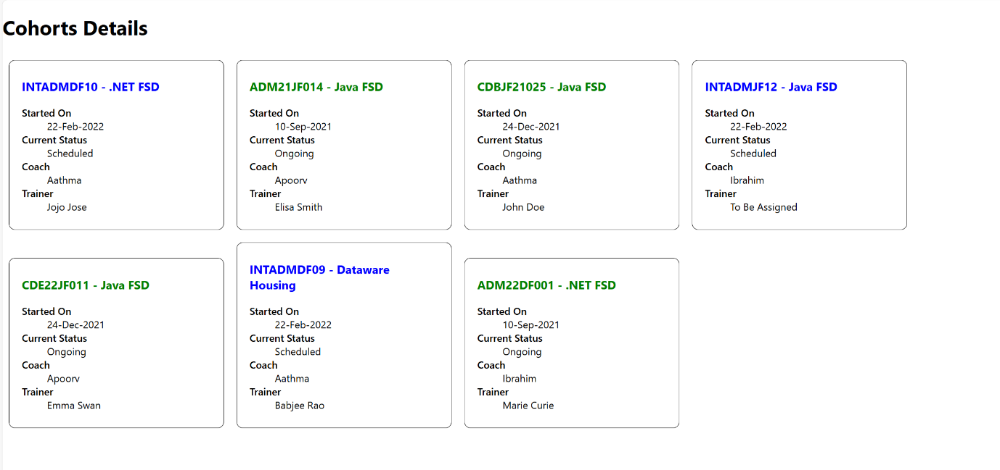 Cohorts Details
INTADMDF10 - .NET FSD
Started On
22-Feb-2022
Current Status
Scheduled
Coach
Aathma
Trainer
Jojo Jose
ADM21JF014 - Java FSD
Started On
10-Sep-2021
Current Status
Ongoing
Coach
Apoorv
Trainer
Elisa Smith
CDBJF21025 - Java FSD
Started On
24-Dec-2021
Current Status
Ongoing
Coach
Aathma
Trainer
John Doe
INTADMJF12 - Java FSD
Started On
22-Feb-2022
Current Status
Scheduled
Coach
Ibrahim
Trainer
To Be Assigned
CDE22JF011 - Java FSD
Started On
24-Dec-2021
Current Status
Ongoing
Coach
Apoorv
Trainer
Emma Swan
INTADMDF09 - Dataware
Housing
Started On
22-Feb-2022
Current Status
Scheduled
Coach
Aathma
Trainer
Babjee Rao
ADM22DF001 - .NET FSD
Started On
10-Sep-2021
Current Status
Ongoing
Coach
Ibrahim
Trainer
Marie Curie